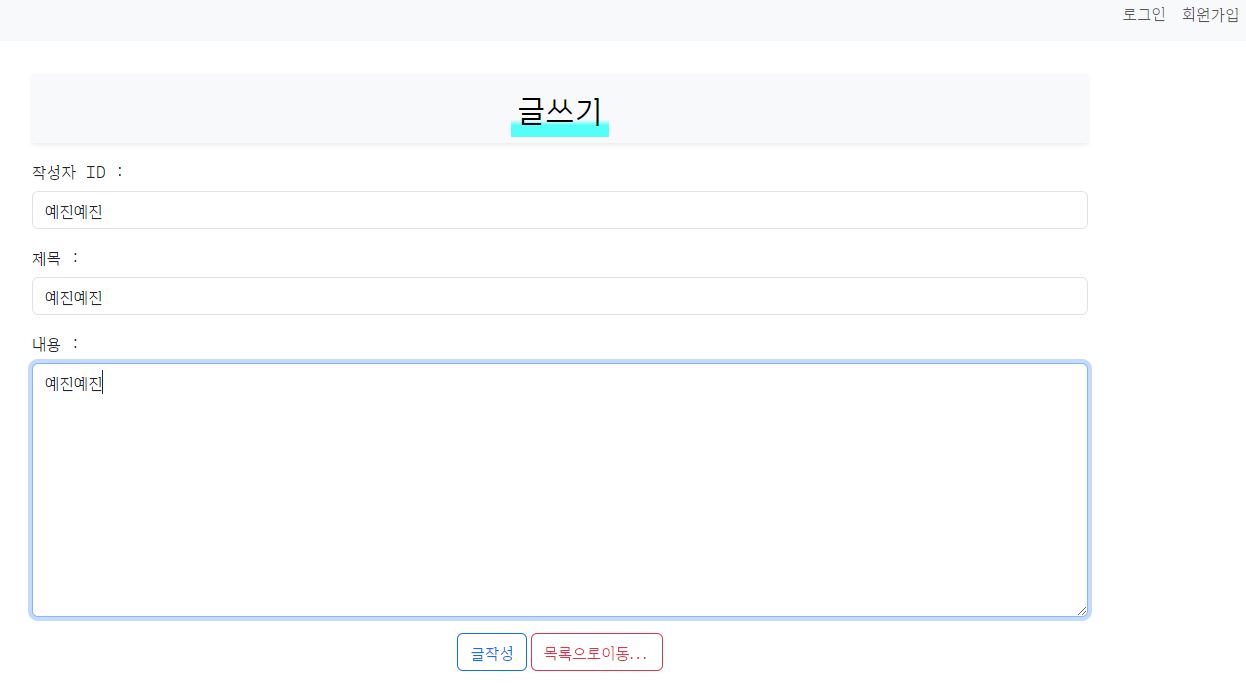 로그인 회원가입
글쓰기
작성자 ID :
예진예진
제목 :
예진예진
내용 :
예진예진
글작성 목록으로이동...